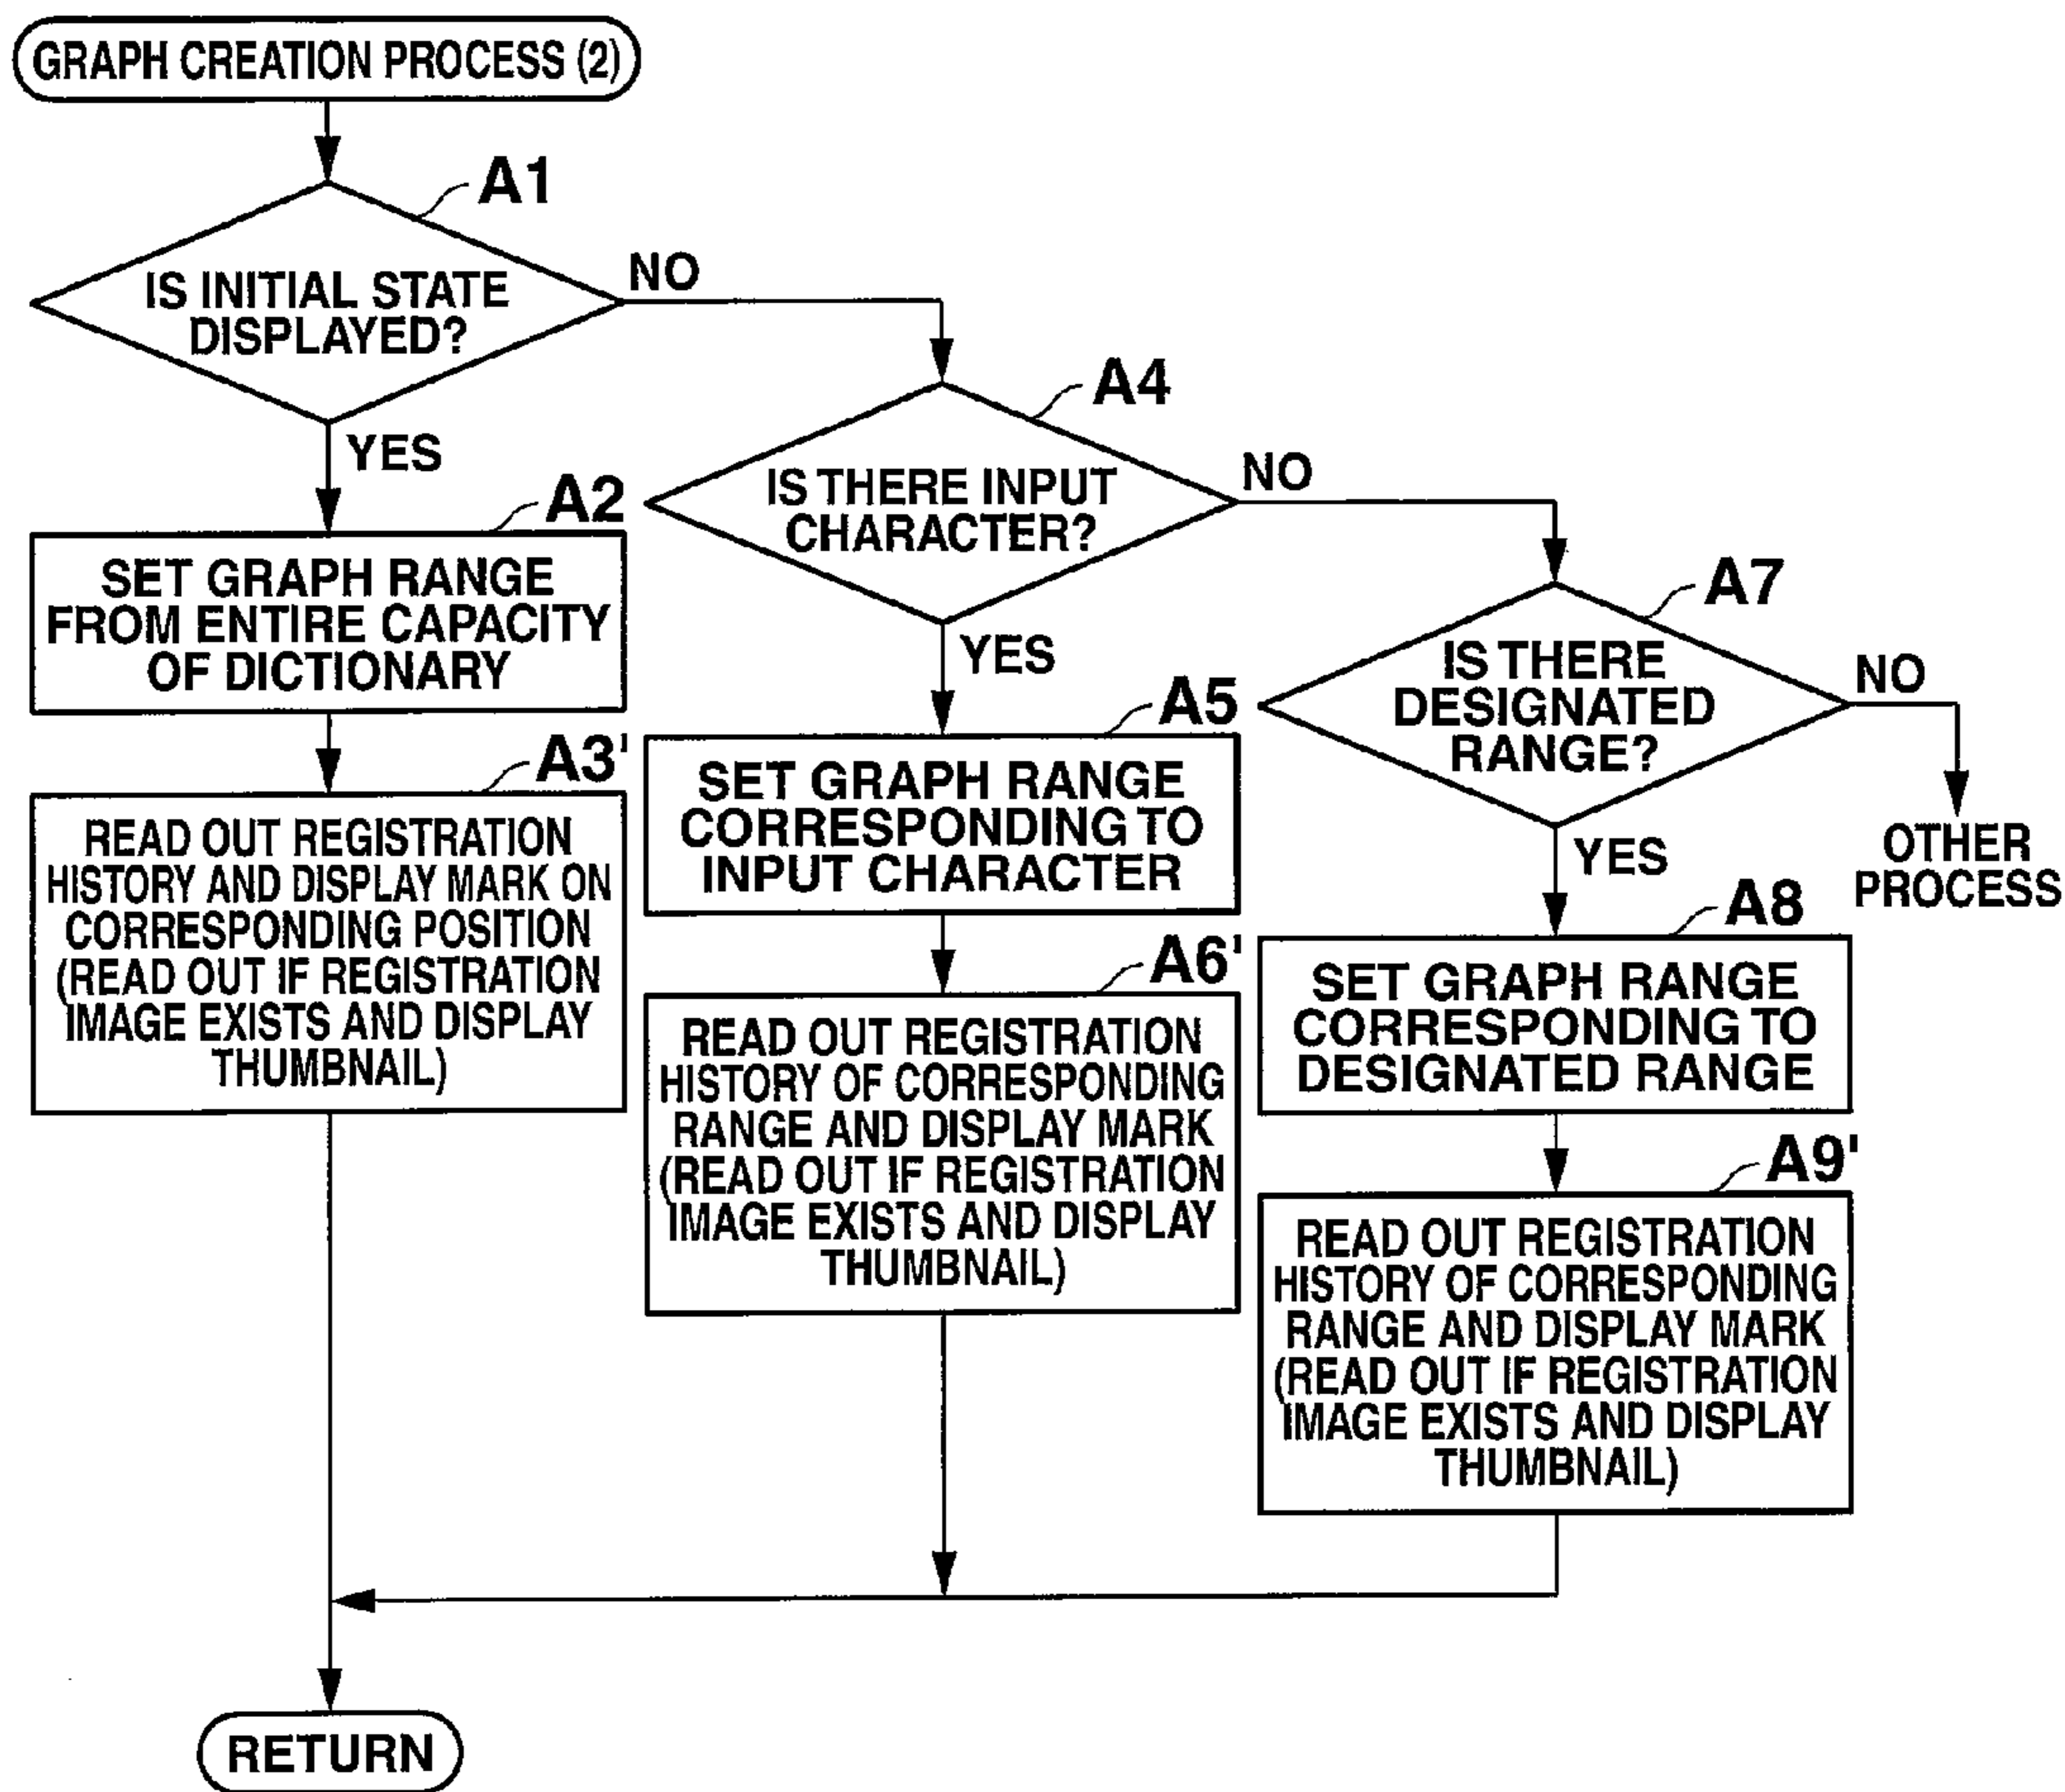 GRAPH CREATION PROCESS (2)
A1
IS INITIAL STATE
DISPLAYED?
NO
YES
A2
SET GRAPH RANGE
FROM ENTIRE CAPACITY
OF DICTIONARY
A3'
READ OUT REGISTRATION
HISTORY AND DISPLAY MARK ON
CORRESPONDING POSITION
(READ OUT IF REGISTRATION
IMAGE EXISTS AND DISPLAY
THUMBNAIL)
A4
IS THERE INPUT
CHARACTER?
NO
YES
A5
SET GRAPH RANGE
CORRESPONDING TO
INPUT CHARACTER
A6'
READ OUT REGISTRATION
HISTORY OF CORRESPONDING
RANGE AND DISPLAY MARK
(READ OUT IF REGISTRATION
IMAGE EXISTS AND DISPLAY
THUMBNAIL)
A7
IS THERE
DESIGNATED
RANGE?
NO
OTHER
PROCESS
YES
A8
SET GRAPH RANGE
CORRESPONDING TO
DESIGNATED RANGE
A9'
READ OUT REGISTRATION
HISTORY OF CORRESPONDING
RANGE AND DISPLAY MARK
(READ OUT IF REGISTRATION
IMAGE EXISTS AND DISPLAY
THUMBNAIL)
RETURN